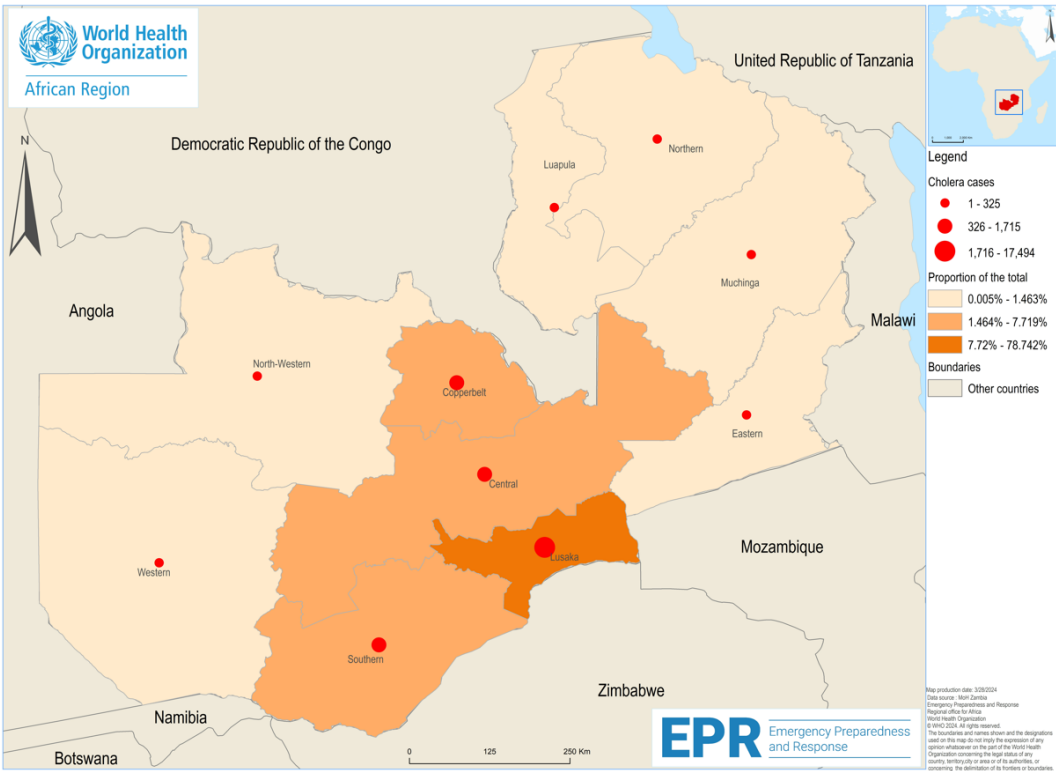 World Health
Organization
African Region
United Republic of Tanzania
Democratic Republic of the Congo
N
Northern
Luapula
Muchinga
Angola
Malawi
North-Western
Copperbelt
Eastern
Central
Lusaka
Mozambique
Western
Southern
Zimbabwe
Namibia
Botswana
0 125 250 Km
EPR Emergency Preparedness
and Response
Legend
Cholera cases
1 - 325
326 - 1,715
1,716 - 17,494
Proportion of the total
0.005% - 1.463%
1.464% - 7.719%
7.72% - 78.742%
Boundaries
Other countries
Map production date: 3/28/2024
Data source : MoH Zambia
Emergency Preparedness and Response
Regional office for Africa
World Health Organization
© WHO 2024. All rights reserved.
The boundaries and names shown and the designations
used on this map do not imply the expression of any
opinion whatsoever on the part of the World Health
Organization concerning the legal status of any
country, territory,city or area or of its authorities, or
concerning the delimitation of its frontiers or boundaries.